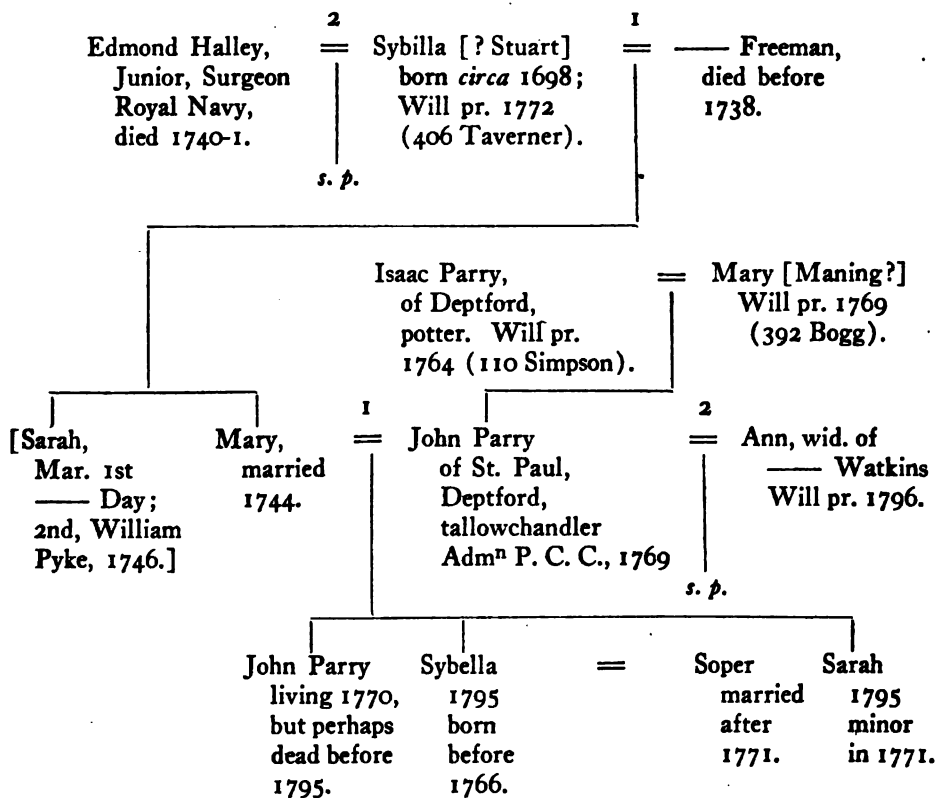 2
1
Edmond Halley,
Junior, Surgeon
Royal Navy,
died 1740-1.
=
Sybilla [? Stuart]
born circa 1698;
Will pr. 1772
(406 Taverner).
=
—— Freeman,
died before
1738.
s. p.
Isaac Parry,
of Deptford,
potter. Will pr.
1764 (110 Simpson).
=
Mary [Maning?]
Will pr. 1769
(392 Bogg).
[Sarah,
Mar. 1st
—— Day;
2nd, William
Pyke, 1746.]
Mary,
married
1744.
1
=
John Parry
of St. Paul,
Deptford,
tallowchandler
Admⁿ P. C. C., 1769
2
=
Ann, wid. of
—— Watkins
Will pr. 1796.
s. p.
John Parry
living 1770,
but perhaps
dead before
1795.
Sybella
1795
born
before
1766.
=
Soper
married
after
1771.
Sarah
1795
minor
in 1771.